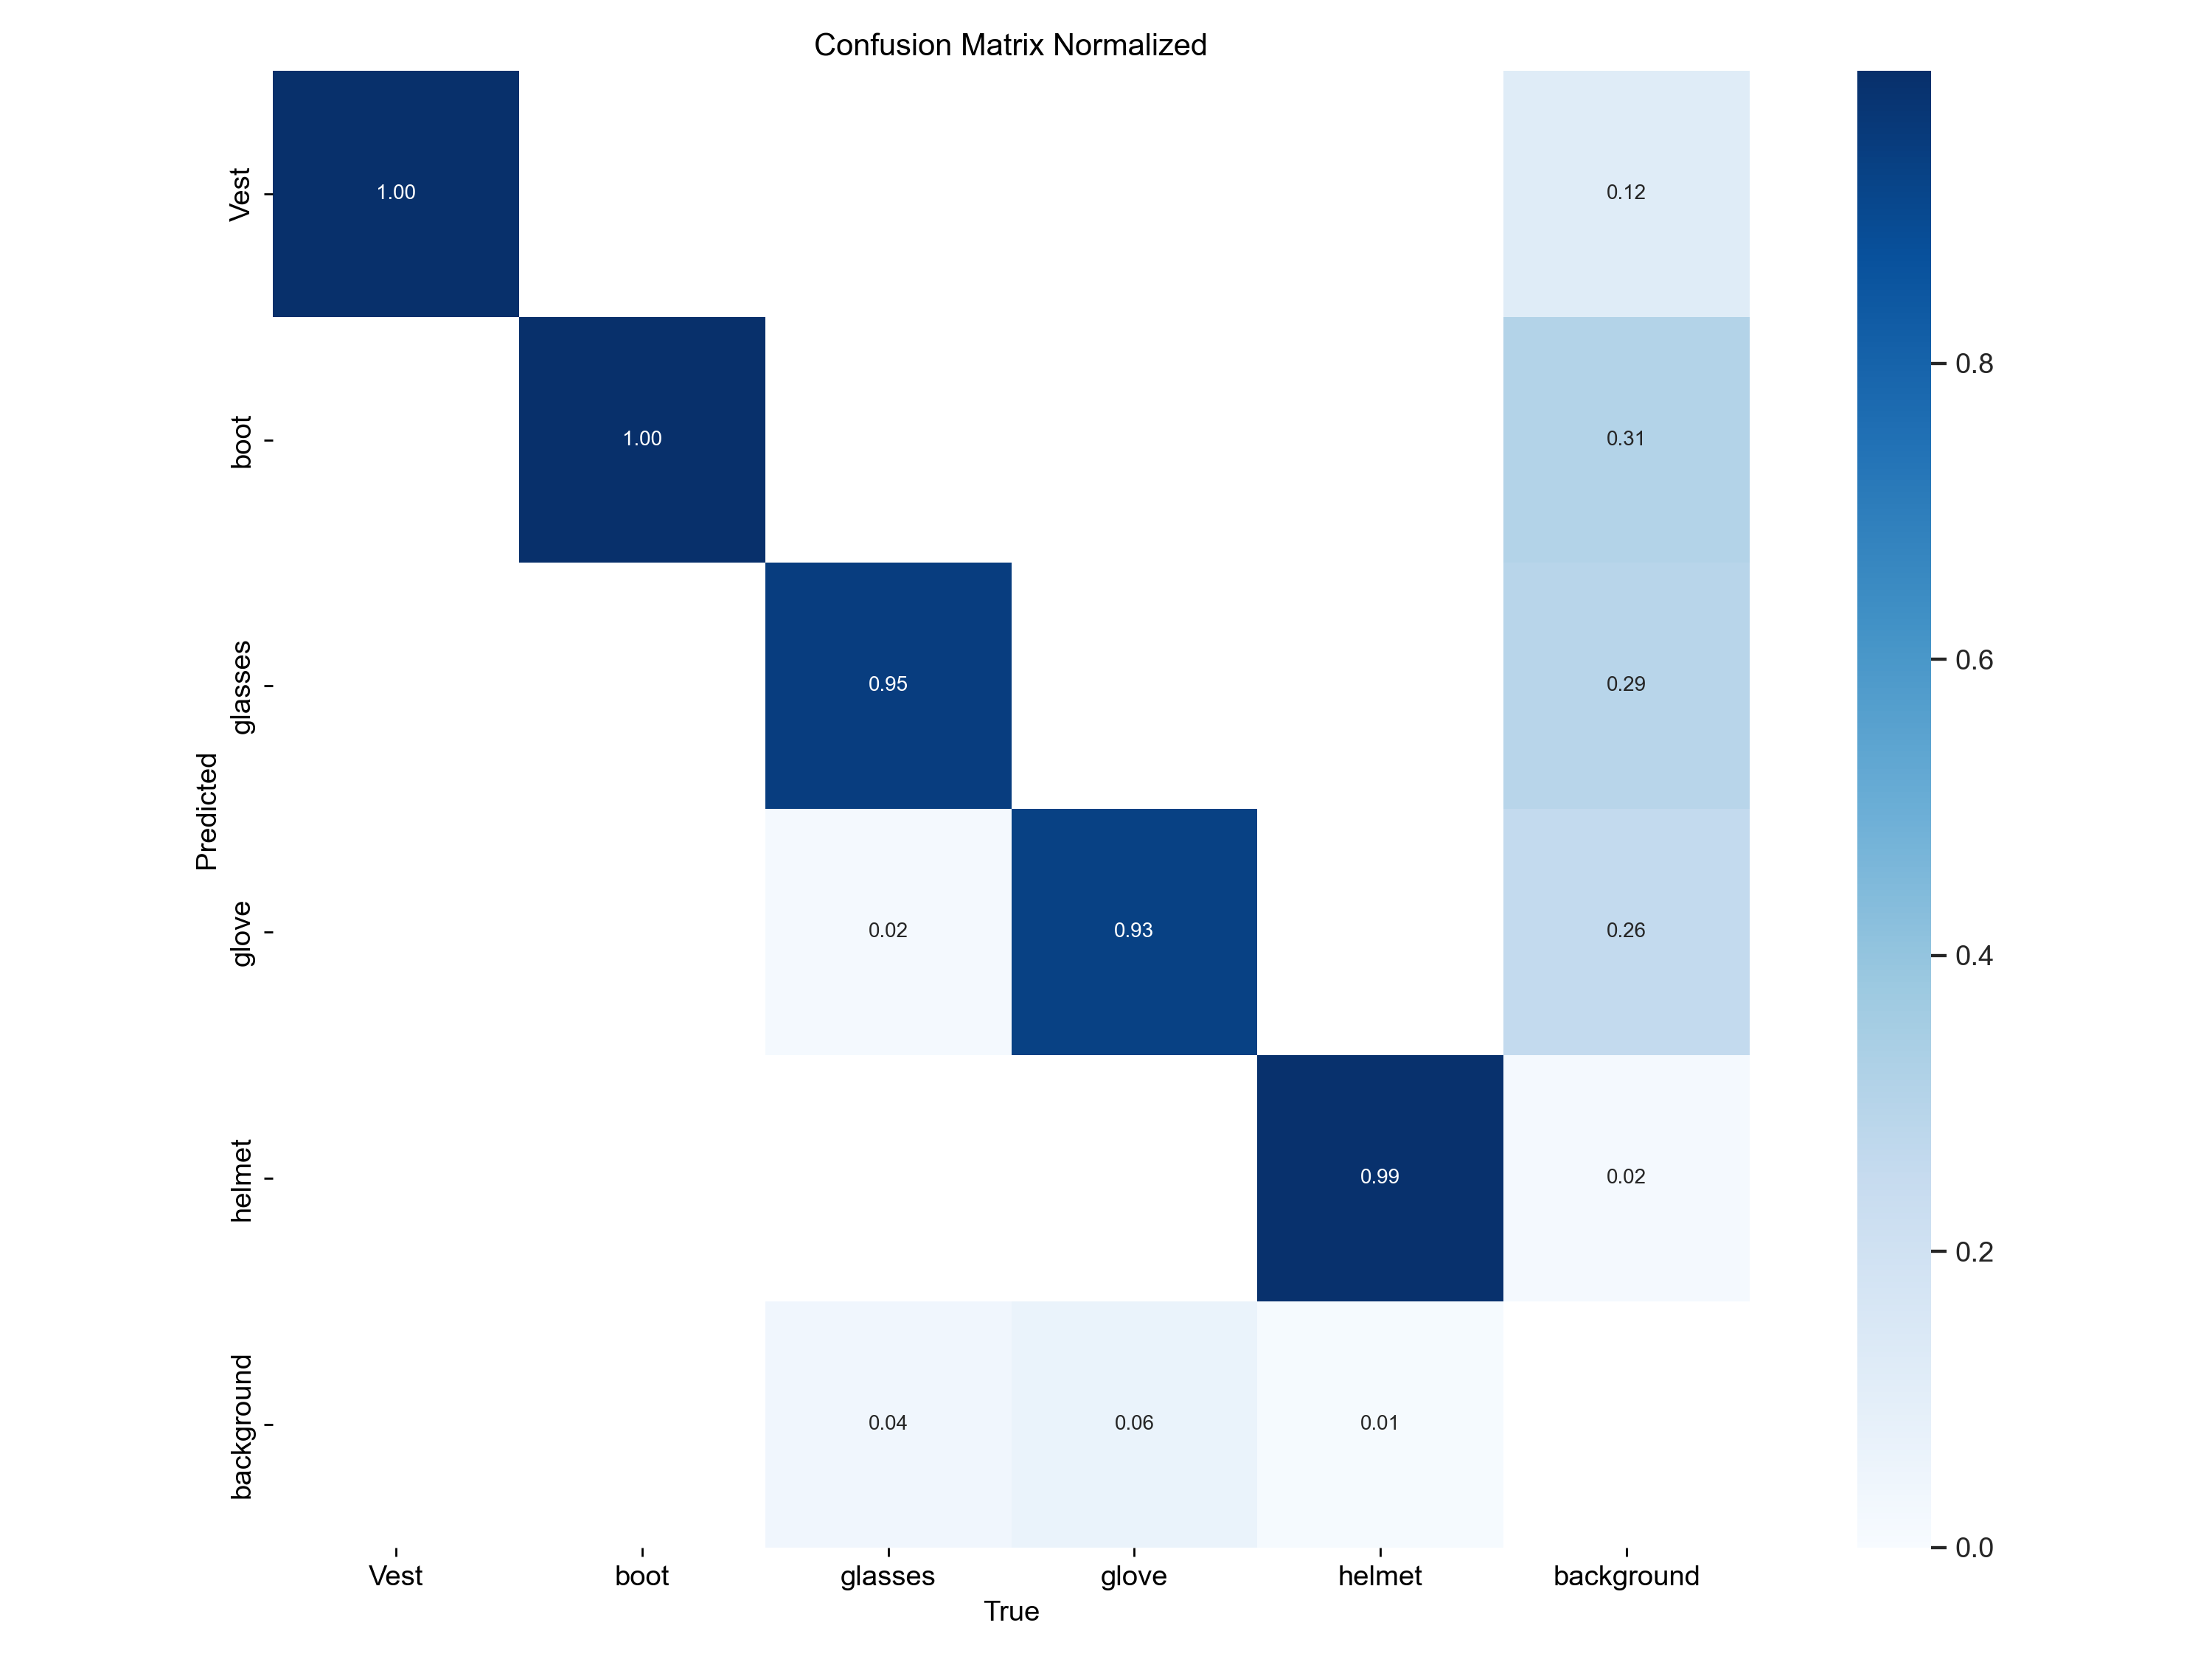 Confusion Matrix Normalized
Vest
1.00
0.12
boot
1.00
0.31
0.8
glasses
0.95
0.29
0.6
Predicted
glove
0.02
0.93
0.26
0.4
helmet
0.99
0.02
0.2
background
0.04
0.06
0.01
0.0
Vest boot glasses glove helmet background
True